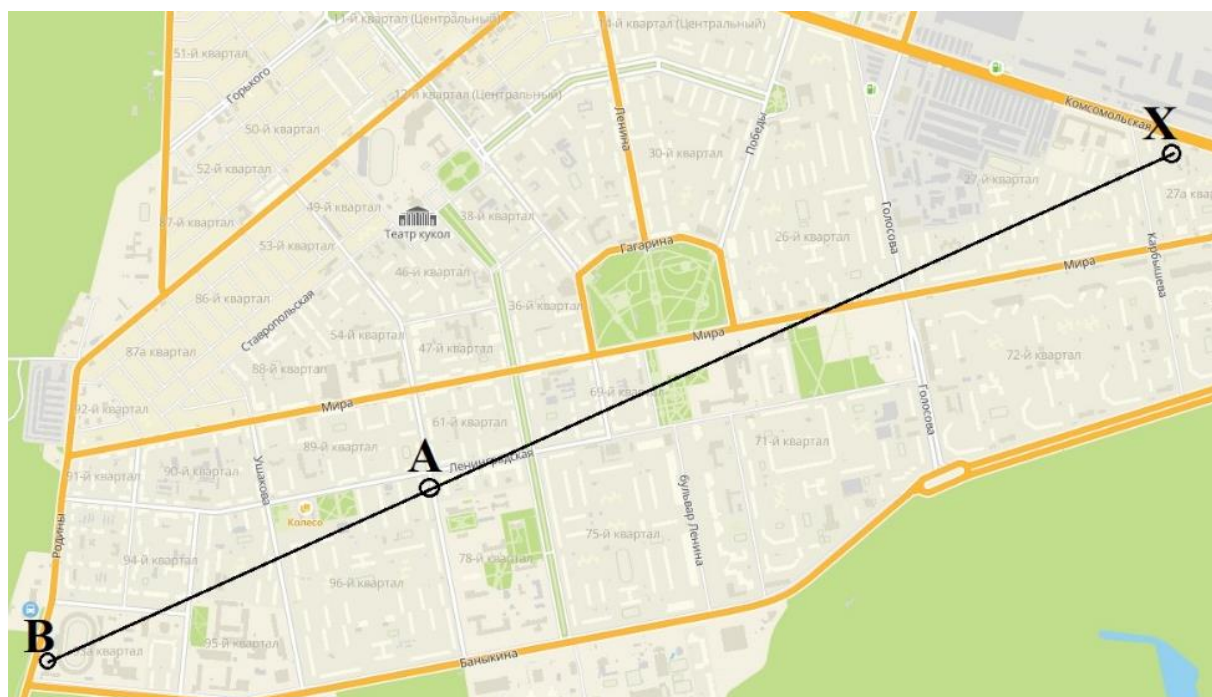 11-й квартал (Центральный)
14-й квартал (Центральный)
51-й квартал
Горького
12-й квартал (Центральный)
Комсомольская
X
50-й квартал
Ленина
Победы
30-й квартал
52-й квартал
27-й квартал
27а квартал
49-й квартал
87-й квартал
38-й квартал
Театр кукол
Голосова
26-й квартал
Гагарина
Карбышева
53-й квартал
46-й квартал
Мира
86-й квартал
36-й квартал
Ставропольская
54-й квартал
Мира
47-й квартал
87а квартал
72-й квартал
88-й квартал
69-й квартал
Мира
92-й квартал
Голосова
61-й квартал
89-й квартал
71-й квартал
A
Ленинградская
91-й квартал
90-й квартал
Ушакова
Колесо
бульвар Ленина
Родины
75-й квартал
94-й квартал
78-й квартал
96-й квартал
B
95-й квартал
Баныкина